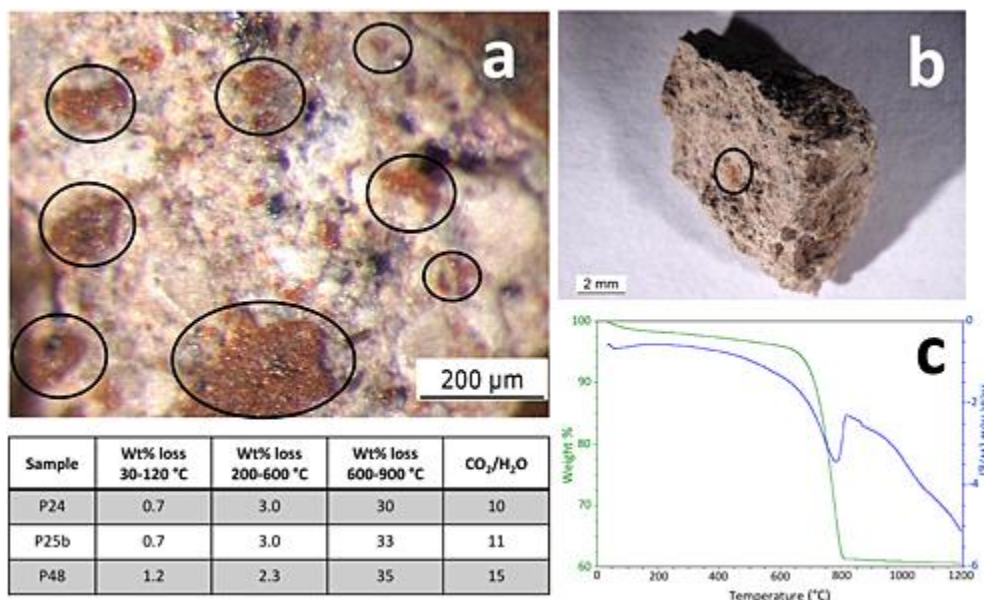 a
200 µm
b
2 mm
Sample Wt% loss 30-120 °C Wt% loss 200-600 °C Wt% loss 600-900 °C CO₂/H₂O
P24 0.7 3.0 30 10
P25b 0.7 3.0 33 11
P48 1.2 2.3 35 15
c
100
90
80
70
60
Weight %
0
-2
-4
-6
0 200 400 600 800 1000 1200
Temperature (°C)